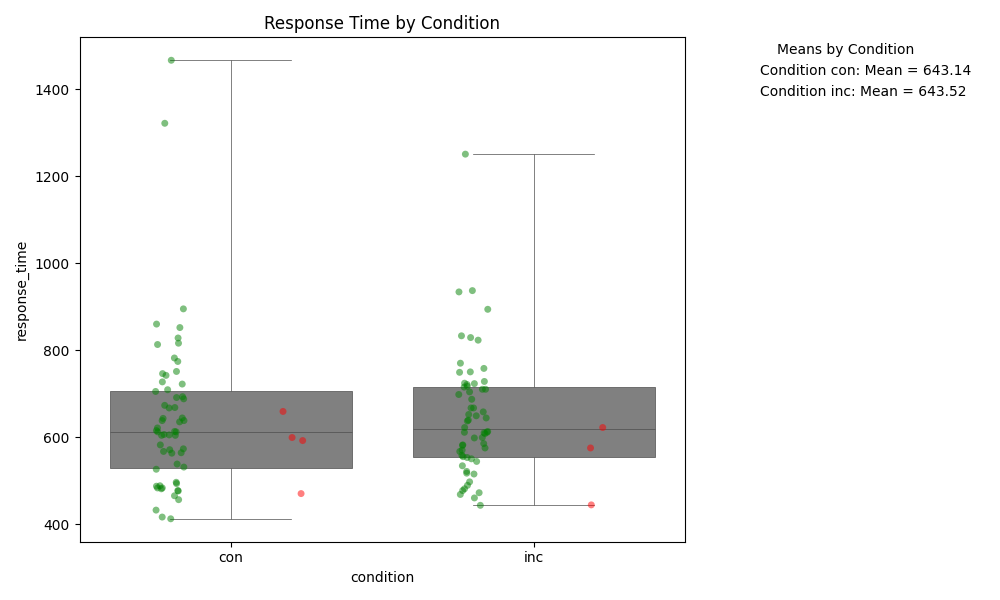 Response Time by Condition
Means by Condition
Condition con: Mean = 643.14
Condition inc: Mean = 643.52
response_time
1400
1200
1000
800
600
400
con
inc
condition